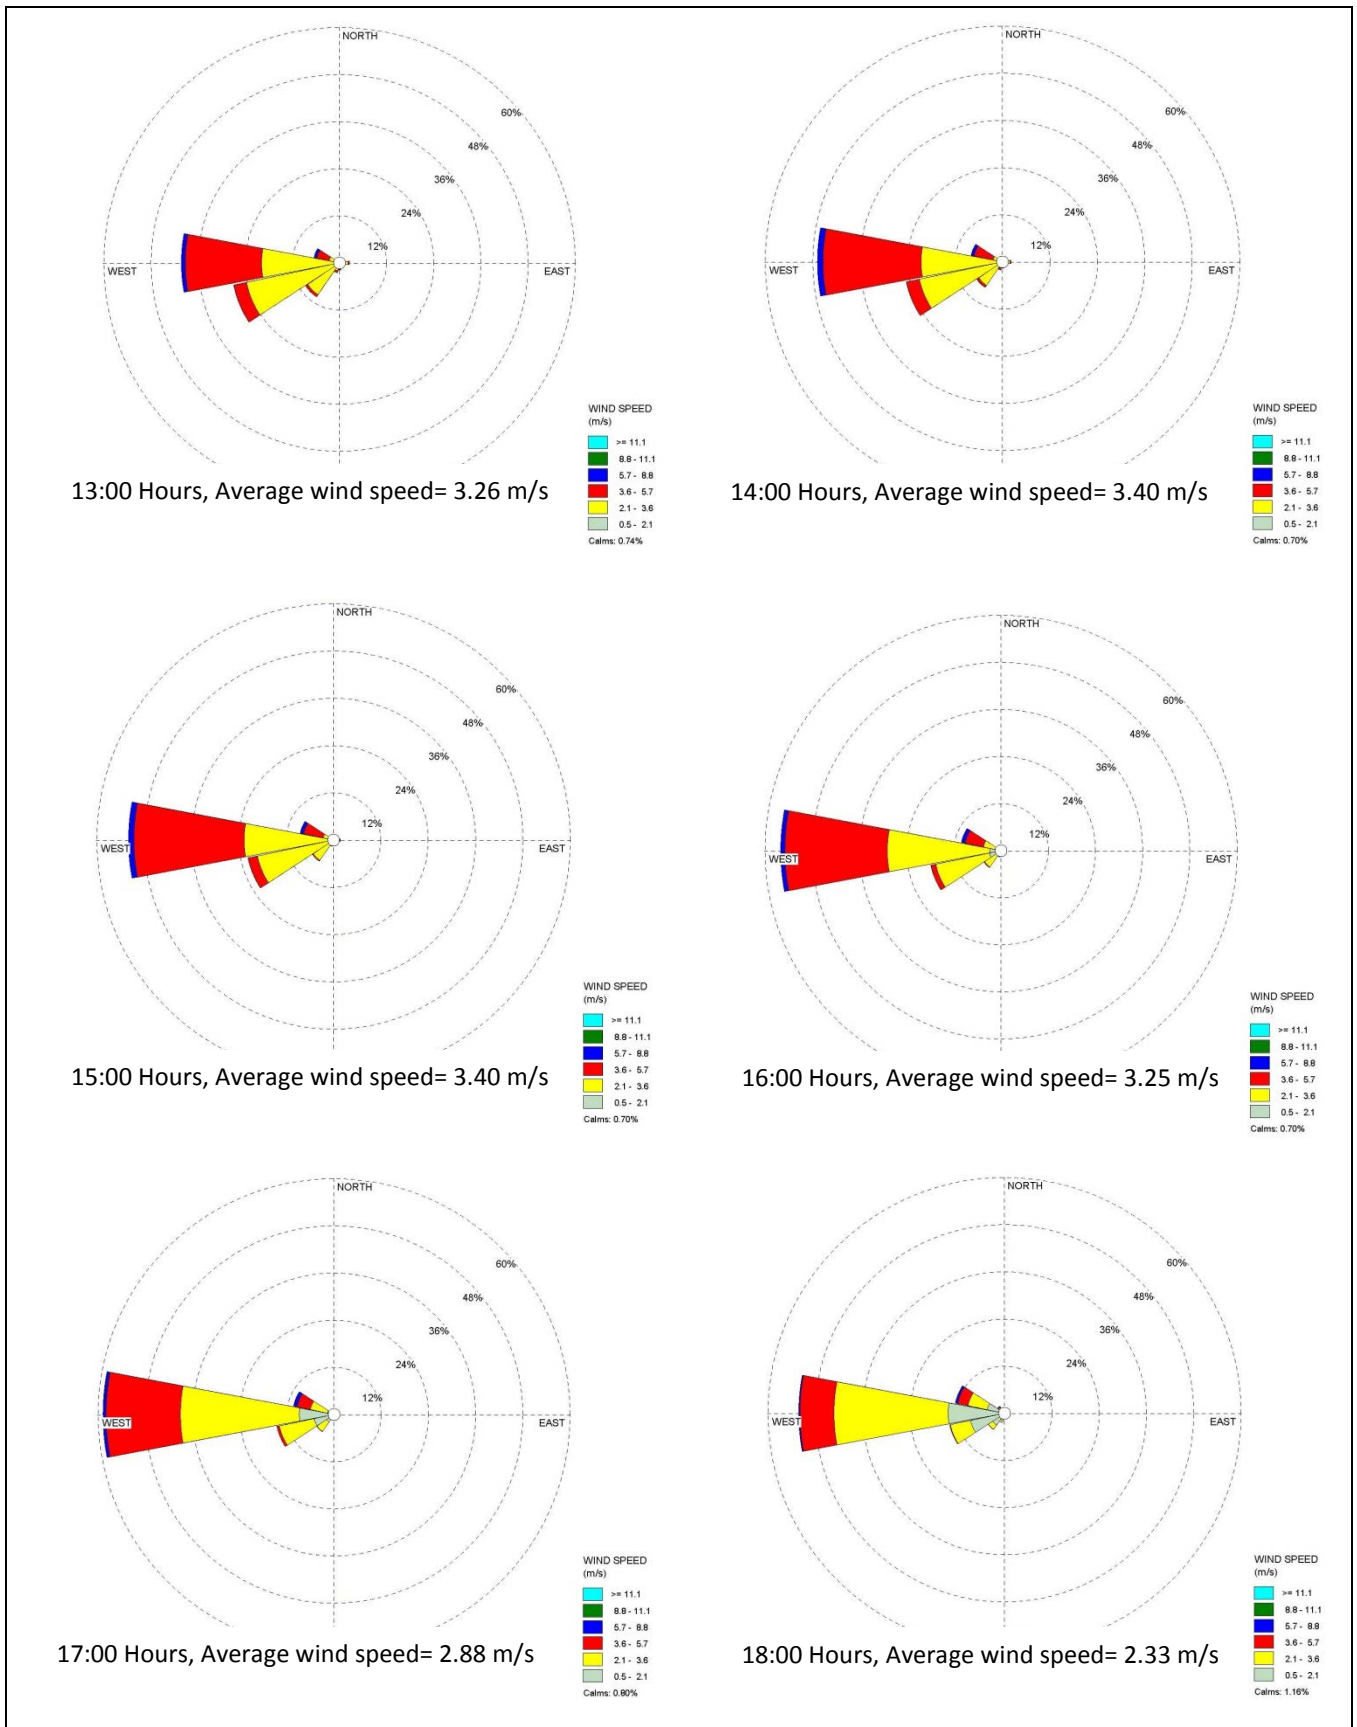 NORTH
60%
48%
36%
24%
12%
WEST
EAST
WIND SPEED
(m/s)
>= 11.1
8.8 - 11.1
5.7 - 8.8
3.6 - 5.7
2.1 - 3.6
0.5 - 2.1
Calms: 0.74%
13:00 Hours, Average wind speed= 3.26 m/s
NORTH
60%
48%
36%
24%
12%
WEST
EAST
WIND SPEED
(m/s)
>= 11.1
8.8 - 11.1
5.7 - 8.8
3.6 - 5.7
2.1 - 3.6
0.5 - 2.1
Calms: 0.70%
14:00 Hours, Average wind speed= 3.40 m/s
NORTH
60%
48%
36%
24%
12%
WEST
EAST
WIND SPEED
(m/s)
>= 11.1
8.8 - 11.1
5.7 - 8.8
3.6 - 5.7
2.1 - 3.6
0.5 - 2.1
Calms: 0.70%
15:00 Hours, Average wind speed= 3.40 m/s
NORTH
60%
48%
36%
24%
12%
WEST
EAST
WIND SPEED
(m/s)
>= 11.1
8.8 - 11.1
5.7 - 8.8
3.6 - 5.7
2.1 - 3.6
0.5 - 2.1
Calms: 0.70%
16:00 Hours, Average wind speed= 3.25 m/s
NORTH
60%
48%
36%
24%
12%
WEST
EAST
WIND SPEED
(m/s)
>= 11.1
8.8 - 11.1
5.7 - 8.8
3.6 - 5.7
2.1 - 3.6
0.5 - 2.1
Calms: 0.80%
17:00 Hours, Average wind speed= 2.88 m/s
NORTH
60%
48%
36%
24%
12%
WEST
EAST
WIND SPEED
(m/s)
>= 11.1
8.8 - 11.1
5.7 - 8.8
3.6 - 5.7
2.1 - 3.6
0.5 - 2.1
Calms: 1.16%
18:00 Hours, Average wind speed= 2.33 m/s